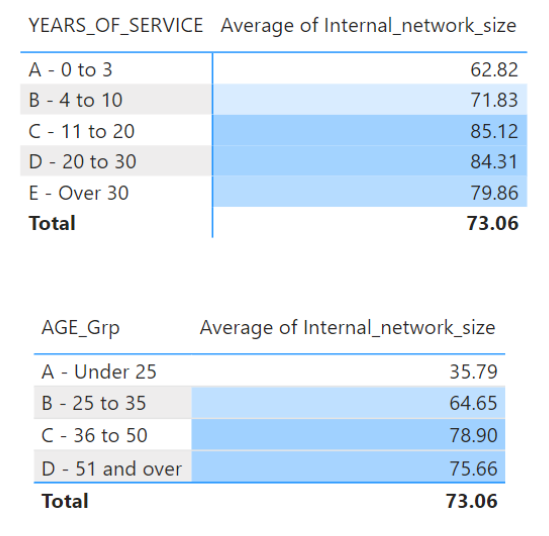 YEARS_OF_SERVICE Average of Internal_network_size
A - 0 to 3 62.82
B - 4 to 10 71.83
C - 11 to 20 85.12
D - 20 to 30 84.31
E - Over 30 79.86
Total 73.06
AGE_Grp Average of Internal_network_size
A - Under 25 35.79
B - 25 to 35 64.65
C - 36 to 50 78.90
D - 51 and over 75.66
Total 73.06